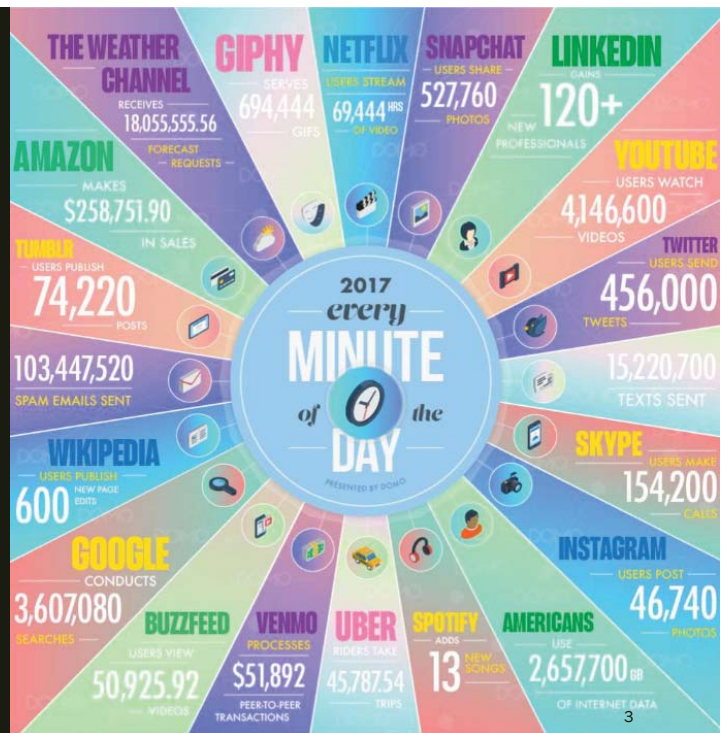 THE WEATHER
CHANNEL
RECEIVES
18,055,555.56
FORECAST
REQUESTS
GIPHY
SERVES
694,444
GIFS
NETFLIX
USERS STREAM
69,444 HRS
OF VIDEO
SNAPCHAT
USERS SHARE
527,760
PHOTOS
LINKEDIN
GAINS
120+
NEW
PROFESSIONALS
YOUTUBE
USERS WATCH
4,146,600
VIDEOS
TWITTER
USERS SEND
456,000
TWEETS
15,220,700
TEXTS SENT
SKYPE
USERS MAKE
154,200
CALLS
INSTAGRAM
USERS POST
46,740
PHOTOS
AMERICANS
USE
2,657,700 GB
OF INTERNET DATA
SPOTIFY
ADDS
13 NEW
SONGS
UBER
RIDERS TAKE
45,787.54
TRIPS
VENMO
PROCESSES
$51,892
PEER-TO-PEER
TRANSACTIONS
BUZZFEED
USERS VIEW
50,925.92
VIDEOS
GOOGLE
CONDUCTS
3,607,080
SEARCHES
WIKIPEDIA
USERS PUBLISH
600 NEW PAGE
EDITS
103,447,520
SPAM EMAILS SENT
TUMBLR
USERS PUBLISH
74,220
POSTS
AMAZON
MAKES
$258,751.90
IN SALES
2017
every
MINUTE
of the
DAY
PRESENTED BY DOMO
3